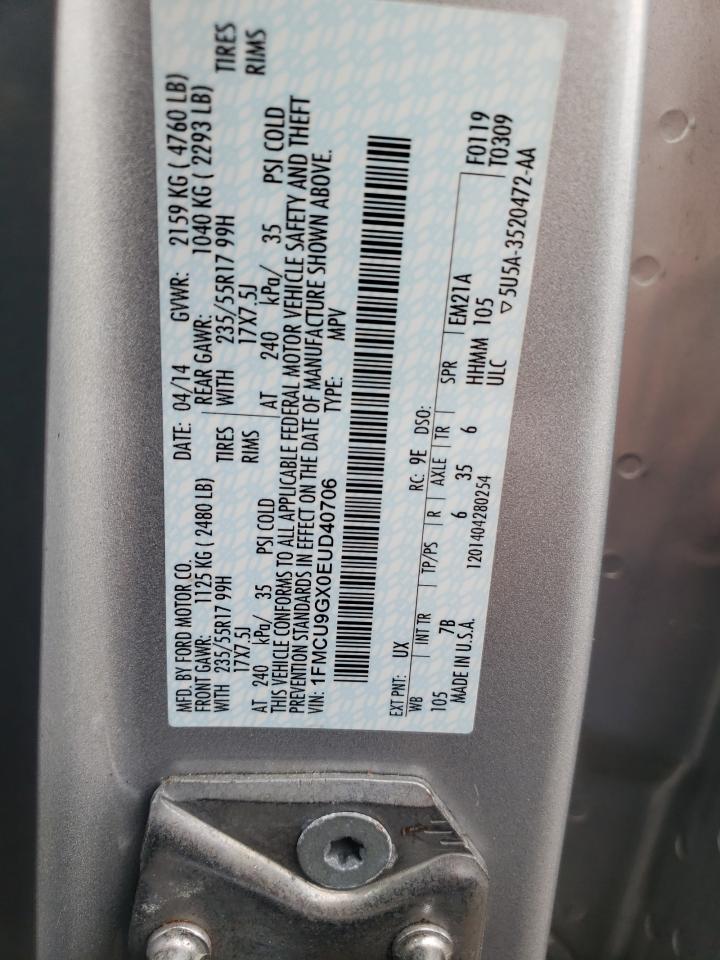 MFD. BY FORD MOTOR CO.
DATE: 04/14 GVWR: 2159 KG ( 4760 LB)
FRONT GAWR: 1125 KG ( 2480 LB) REAR GAWR: 1040 KG ( 2293 LB)
WITH 235/55R17 99H TIRES WITH 235/55R17 99H TIRES
17X7.5J RIMS 17X7.5J RIMS
AT 240 kPa/ 35 PSI COLD AT 240 kPa/ 35 PSI COLD
THIS VEHICLE CONFORMS TO ALL APPLICABLE FEDERAL MOTOR VEHICLE SAFETY AND THEFT
PREVENTION STANDARDS IN EFFECT ON THE DATE OF MANUFACTURE SHOWN ABOVE.
VIN: 1FMCU9GX0EUD40706 TYPE: MPV
F0119
T0309
EXT PNT: UX RC: 9E DSO:
WB INT TR TP/PS R AXLE TR SPR EM21A
105 7B 6 35 6 HHMM 105
MADE IN U.S.A. 1201404280254 ULC
▽5U5A-3520472-AA